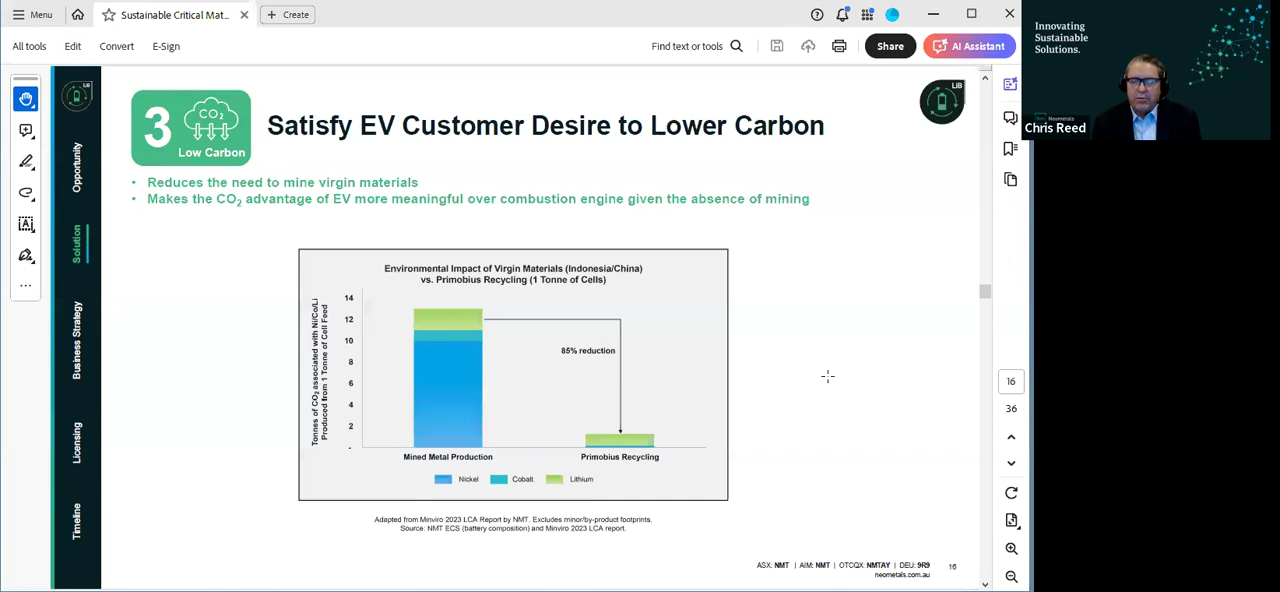 Menu
Sustainable Critical Mat...
Create
All tools
Edit
Convert
E-Sign
Find text or tools
Share
AI Assistant
Innovating
Sustainable
Solutions.
Neometals
Chris Reed
LiB
Opportunity
Solution
Business Strategy
Licensing
Timeline
3
CO2
Low Carbon
Satisfy EV Customer Desire to Lower Carbon
LiB
• Reduces the need to mine virgin materials
• Makes the CO2 advantage of EV more meaningful over combustion engine given the absence of mining
Environmental Impact of Virgin Materials (Indonesia/China)
vs. Primobius Recycling (1 Tonne of Cells)
Tonnes of CO2 associated with Ni/Co/Li
Produced from 1 Tonne of Cell Feed
14
12
10
8
6
4
2
-
85% reduction
Mined Metal Production
Primobius Recycling
Nickel
Cobalt
Lithium
Adapted from Minviro 2023 LCA Report by NMT. Excludes minor/by-product footprints.
Source: NMT ECS (battery composition) and Minviro 2023 LCA report.
ASX: NMT | AIM: NMT | OTCQX: NMTAY | DEU: 9R9
neometals.com.au
16
16
36